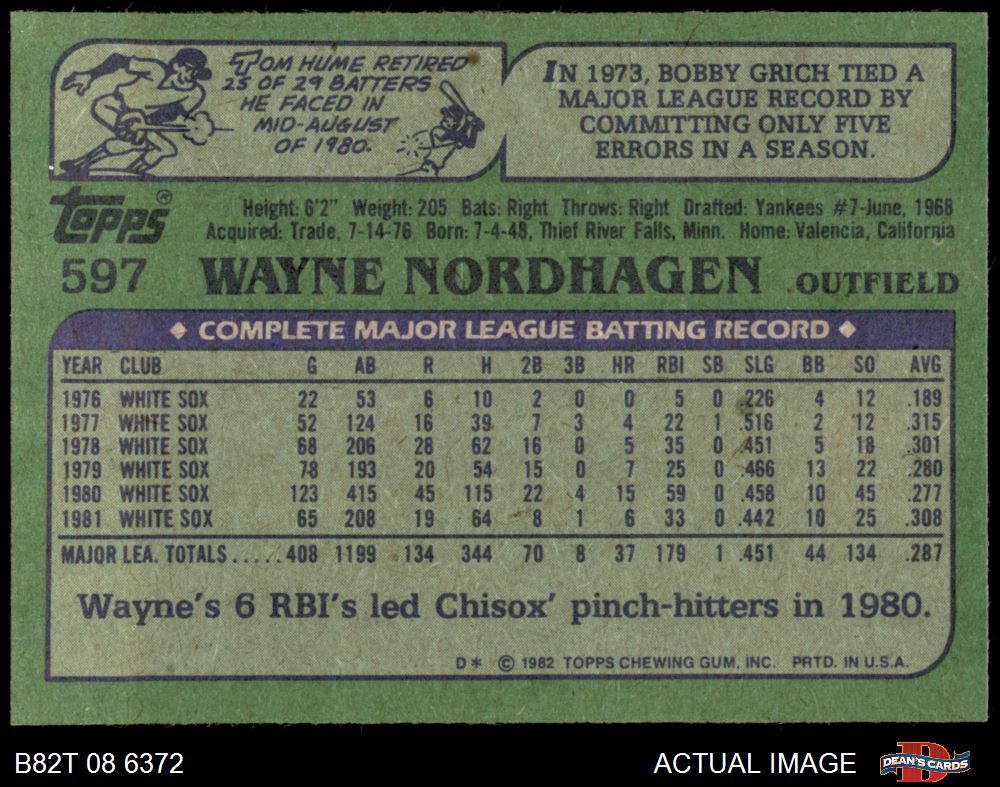 TOM HUME RETIRED
25 OF 29 BATTERS
HE FACED IN
MID-AUGUST
OF 1980.
IN 1973, BOBBY GRICH TIED A
MAJOR LEAGUE RECORD BY
COMMITTING ONLY FIVE
ERRORS IN A SEASON.
Topps®
Height: 6'2" Weight: 205 Bats: Right Throws: Right Drafted: Yankees #7-June, 1968
Acquired: Trade, 7-14-76 Born: 7-4-48, Thief River Falls, Minn. Home: Valencia, California
597 WAYNE NORDHAGEN OUTFIELD
◆ COMPLETE MAJOR LEAGUE BATTING RECORD ◆
YEAR CLUB G AB R H 2B 3B HR RBI SB SLG BB SO AVG
1976 WHITE SOX 22 53 6 10 2 0 0 5 0 .226 4 12 .189
1977 WHITE SOX 52 124 16 39 7 3 4 22 1 .516 2 12 .315
1978 WHITE SOX 68 206 28 62 16 0 5 35 0 .451 5 18 .301
1979 WHITE SOX 78 193 20 54 15 0 7 25 0 .466 13 22 .280
1980 WHITE SOX 123 415 45 115 22 4 15 59 0 .458 10 45 .277
1981 WHITE SOX 65 208 19 64 8 1 6 33 0 .442 10 25 .308
MAJOR LEA. TOTALS.....408 1199 134 344 70 8 37 179 1 .451 44 134 .287
Wayne's 6 RBI's led Chisox' pinch-hitters in 1980.
D* © 1982 TOPPS CHEWING GUM, INC. PRTD. IN U.S.A.
B82T 08 6372
ACTUAL IMAGE
D
DEAN'S CARDS